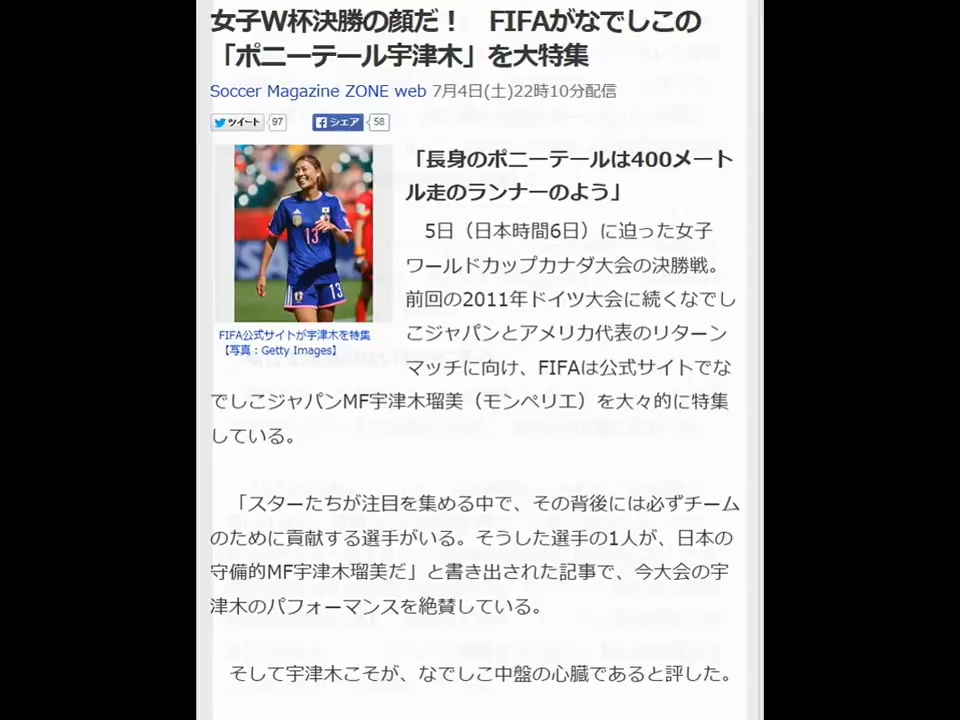 女子W杯決勝の顔だ！　FIFAがなでしこの
「ポニーテール宇津木」を大特集
Soccer Magazine ZONE web 7月4日(土)22時10分配信
ツイート 97 シェア 58
13
13
FIFA公式サイトが宇津木を特集
【写真：Getty Images】
「長身のポニーテールは400メート
ル走のランナーのよう」
　5日（日本時間6日）に迫った女子
ワールドカップカナダ大会の決勝戦。
前回の2011年ドイツ大会に続くなでし
こジャパンとアメリカ代表のリターン
マッチに向け、FIFAは公式サイトでな
でしこジャパンMF宇津木瑠美（モンペリエ）を大々的に特集
している。
　「スターたちが注目を集める中で、その背後には必ずチーム
のために貢献する選手がいる。そうした選手の1人が、日本の
守備的MF宇津木瑠美だ」と書き出された記事で、今大会の宇
津木のパフォーマンスを絶賛している。
　そして宇津木こそが、なでしこ中盤の心臓であると評した。